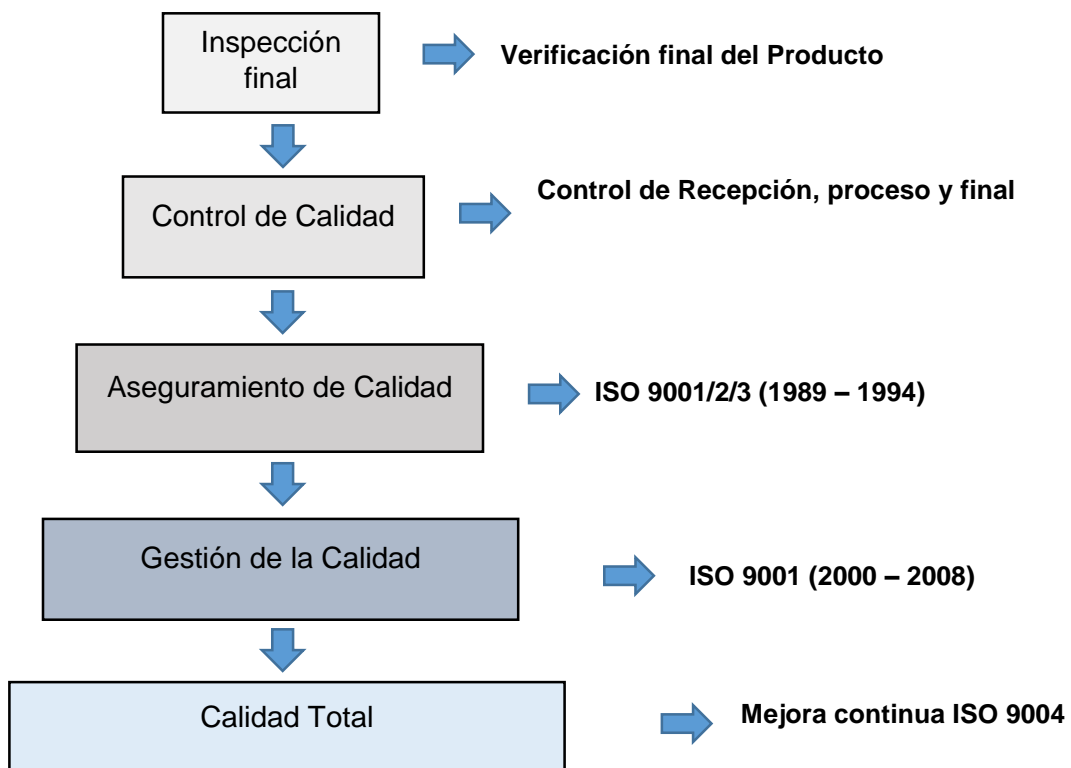 Inspección
final
Verificación final del Producto
Control de Calidad
Control de Recepción, proceso y final
Aseguramiento de Calidad
ISO 9001/2/3 (1989 – 1994)
Gestión de la Calidad
ISO 9001 (2000 – 2008)
Calidad Total
Mejora continua ISO 9004